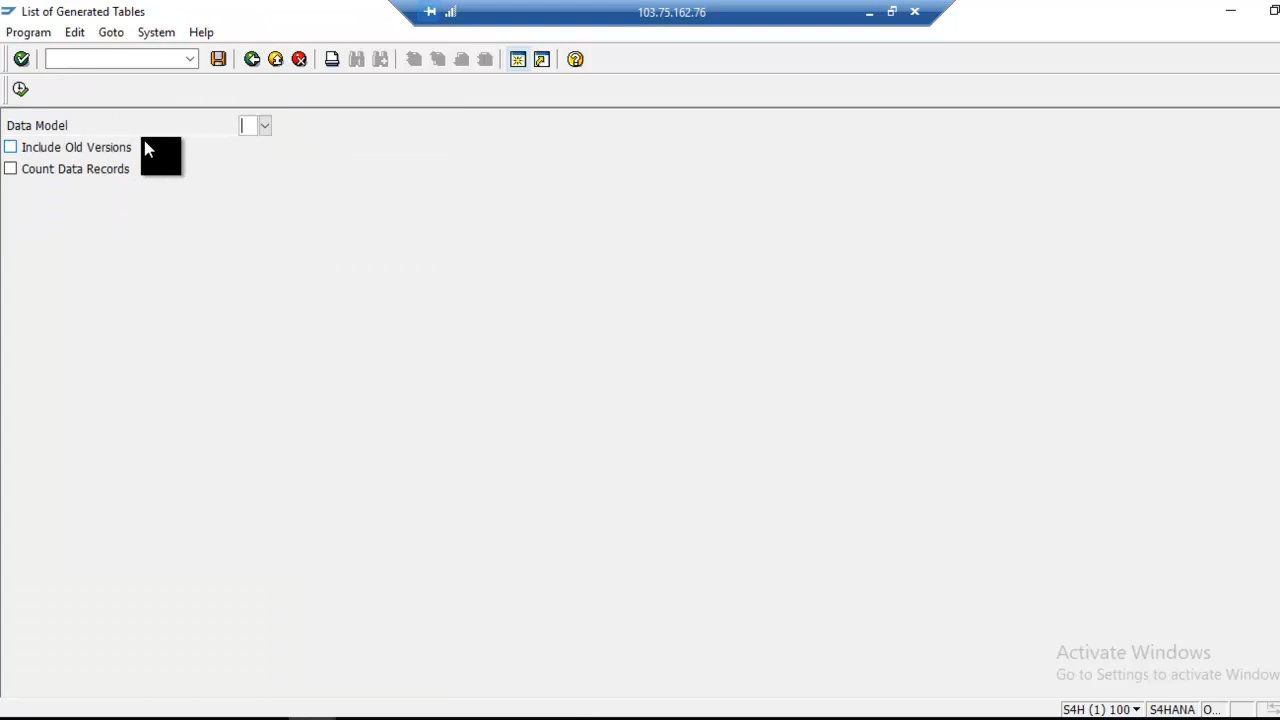 List of Generated Tables
103.75.162.76
Program Edit Goto System Help
Data Model
Include Old Versions
Count Data Records
Activate Windows
Go to Settings to activate Window
S4H (1) 100 S4HANA O...